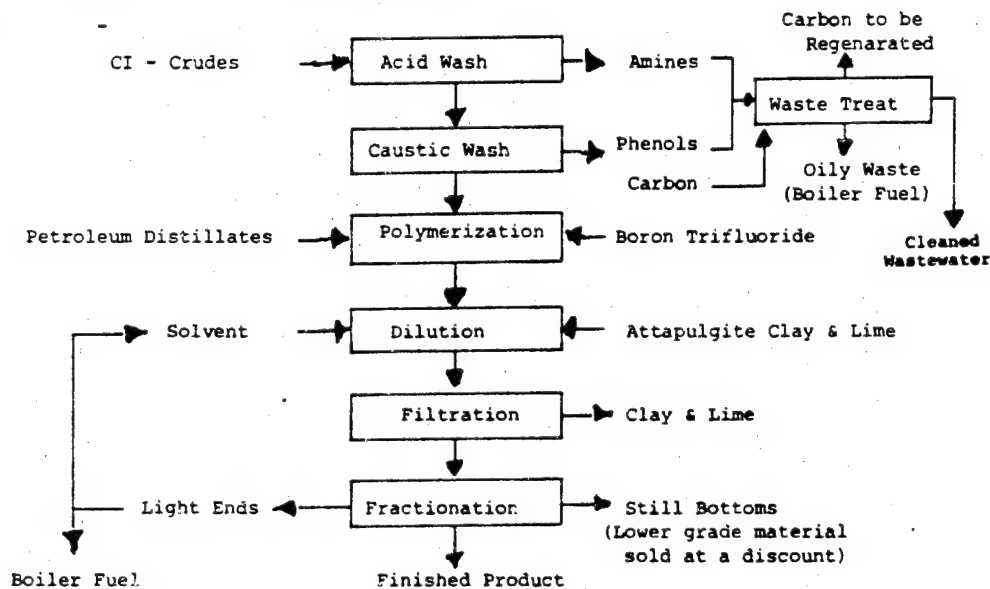 Carbon to be
Regenarated
CI - Crudes
Acid Wash
Amines
Waste Treat
Caustic Wash
Phenols
Carbon
Oily Waste
(Boiler Fuel)
Cleaned
Wastewater
Petroleum Distillates
Polymerization
Boron Trifluoride
Solvent
Dilution
Attapulgite Clay & Lime
Filtration
Clay & Lime
Light Ends
Fractionation
Still Bottoms
(Lower grade material
sold at a discount)
Boiler Fuel
Finished Product